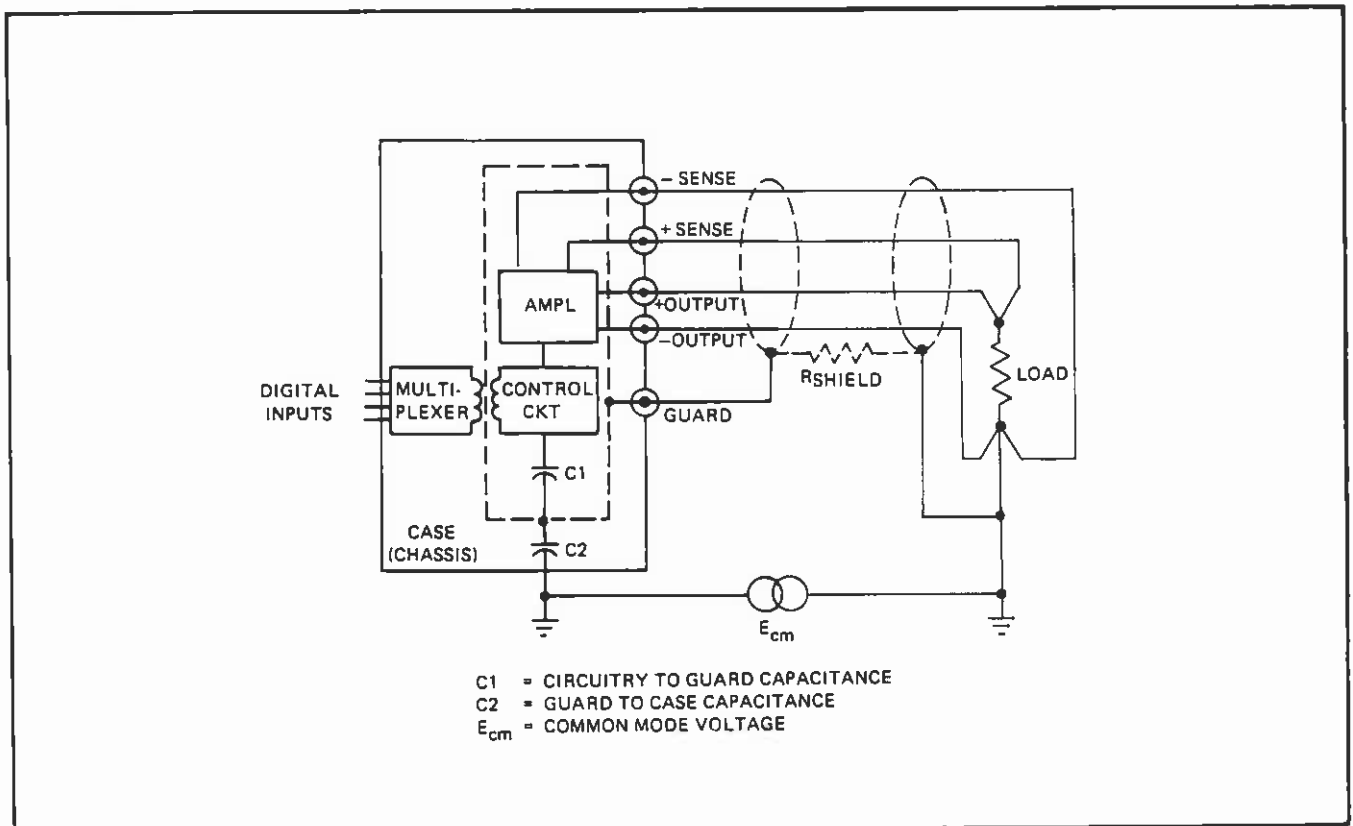 − SENSE
+ SENSE
AMPL
+OUTPUT
−OUTPUT
RSHIELD
LOAD
DIGITAL
INPUTS
MULTI-
PLEXER
CONTROL
CKT
GUARD
C1
CASE
(CHASSIS)
C2
Ecm
C1 = CIRCUITRY TO GUARD CAPACITANCE
C2 = GUARD TO CASE CAPACITANCE
Ecm = COMMON MODE VOLTAGE